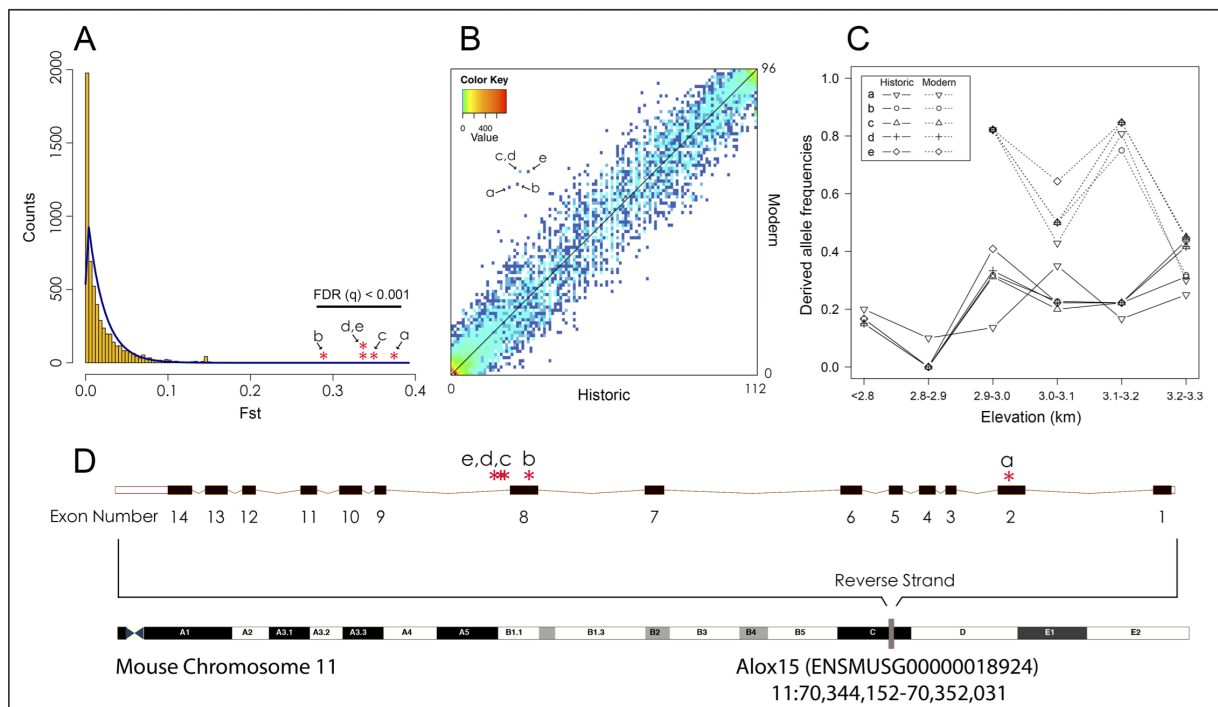 A
2000
1500
1000
500
0
Counts
FDR (q) < 0.001
b d,e c a
* * * *
*
0.0 0.1 0.2 0.3 0.4
Fst
B
96
Color Key
0 400
Value
c,d e
a b
Modern
0
0 112
Historic
C
1.0
0.8
0.6
0.4
0.2
0.0
Derived allele frequencies
Historic Modern
a
b
c
d
e
<2.8 2.8-2.9 2.9-3.0 3.0-3.1 3.1-3.2 3.2-3.3
Elevation (km)
D
e,d,c b a
*** * *
Exon Number 14 13 12 11 10 9 8 7 6 5 4 3 2 1
Reverse Strand
A1 A2 A3.1 A3.2 A3.3 A4 A5 B1.1 B1.3 B2 B3 B4 B5 C D E1 E2
Mouse Chromosome 11
Alox15 (ENSMUSG00000018924)
11:70,344,152-70,352,031